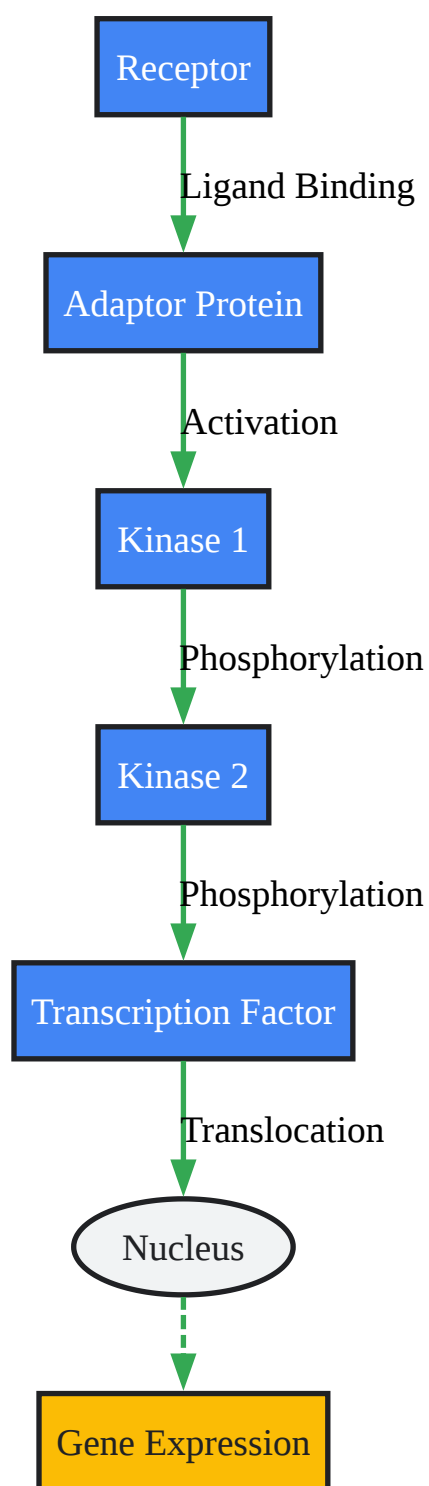 Receptor
Ligand Binding
Adaptor Protein
Activation
Kinase 1
Phosphorylation
Kinase 2
Phosphorylation
Transcription Factor
Translocation
Nucleus
Gene Expression